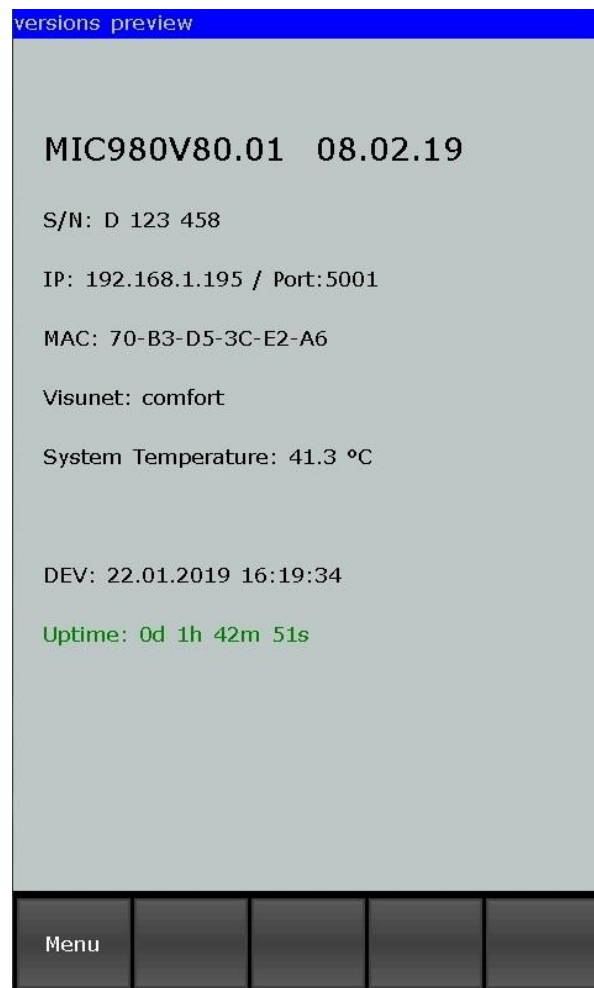 versions preview
MIC980V80.01 08.02.19
S/N: D 123 458
IP: 192.168.1.195 / Port:5001
MAC: 70-B3-D5-3C-E2-A6
Visunet: comfort
System Temperature: 41.3 °C
DEV: 22.01.2019 16:19:34
Uptime: 0d 1h 42m 51s
Menu